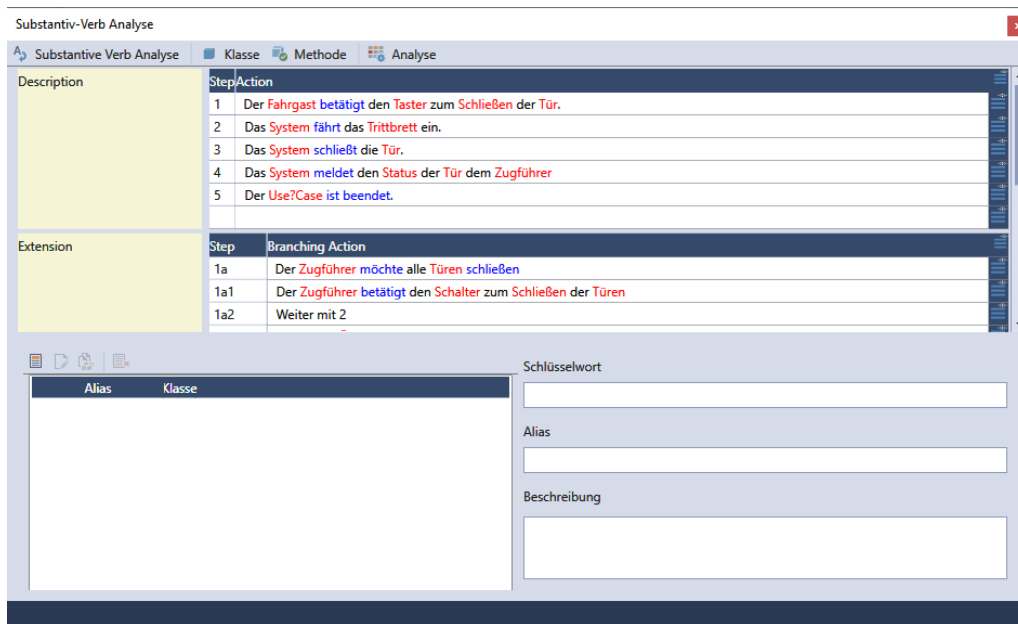 Substantiv-Verb Analyse
Substantive Verb Analyse Klasse Methode Analyse
Description
Step Action
1 Der Fahrgast betätigt den Taster zum Schließen der Tür.
2 Das System fährt das Trittbrett ein.
3 Das System schließt die Tür.
4 Das System meldet den Status der Tür dem Zugführer
5 Der Use?Case ist beendet.
Extension
Step Branching Action
1a Der Zugführer möchte alle Türen schließen
1a1 Der Zugführer betätigt den Schalter zum Schließen der Türen
1a2 Weiter mit 2
Alias Klasse
Schlüsselwort
Alias
Beschreibung